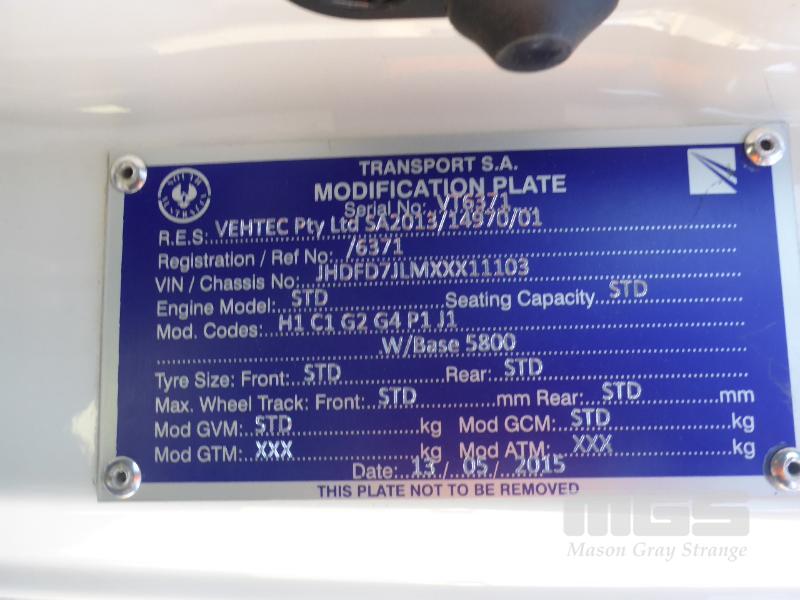 TRANSPORT S.A.
MODIFICATION PLATE
Serial No: VT6371
R.E.S: VEHTEC Pty Ltd SA2013/14970/01
Registration / Ref No: /6371
VIN / Chassis No. JHDFD7JLMXXX11103
Engine Model: STD Seating Capacity STD
Mod. Codes: H1 C1 G2 G4 P1 J1
W/Base 5800
Tyre Size: Front: STD Rear: STD
Max. Wheel Track: Front: STD mm Rear: STD mm
Mod GVM: STD kg Mod GCM: STD kg
Mod GTM: XXX kg Mod ATM: XXX kg
Date: 13 / 05 / 2015
THIS PLATE NOT TO BE REMOVED
MGS
Mason Gray Strange